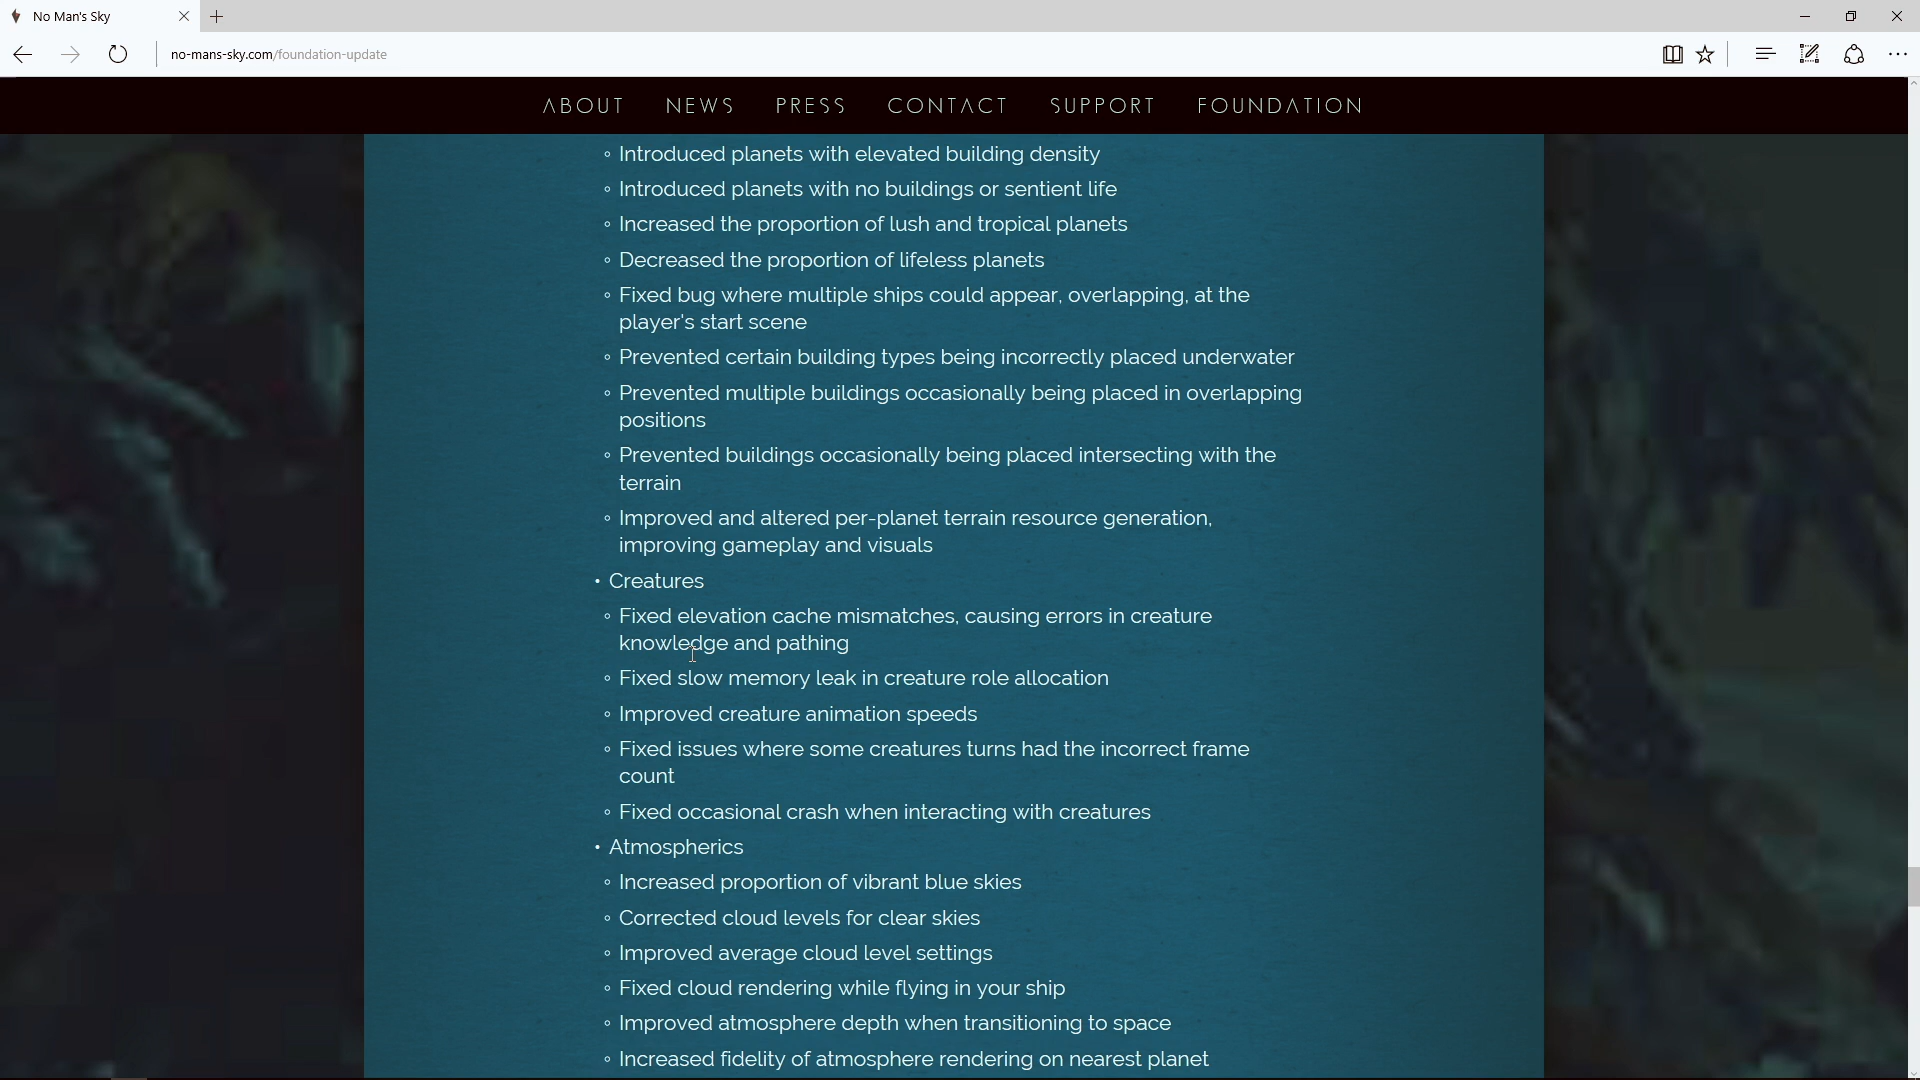 No Man's Sky
no-mans-sky.com/foundation-update
ABOUT NEWS PRESS CONTACT SUPPORT FOUNDATION
◦ Introduced planets with elevated building density
◦ Introduced planets with no buildings or sentient life
◦ Increased the proportion of lush and tropical planets
◦ Decreased the proportion of lifeless planets
◦ Fixed bug where multiple ships could appear, overlapping, at the
player's start scene
◦ Prevented certain building types being incorrectly placed underwater
◦ Prevented multiple buildings occasionally being placed in overlapping
positions
◦ Prevented buildings occasionally being placed intersecting with the
terrain
◦ Improved and altered per-planet terrain resource generation,
improving gameplay and visuals
• Creatures
◦ Fixed elevation cache mismatches, causing errors in creature
knowledge and pathing
◦ Fixed slow memory leak in creature role allocation
◦ Improved creature animation speeds
◦ Fixed issues where some creatures turns had the incorrect frame
count
◦ Fixed occasional crash when interacting with creatures
• Atmospherics
◦ Increased proportion of vibrant blue skies
◦ Corrected cloud levels for clear skies
◦ Improved average cloud level settings
◦ Fixed cloud rendering while flying in your ship
◦ Improved atmosphere depth when transitioning to space
◦ Increased fidelity of atmosphere rendering on nearest planet